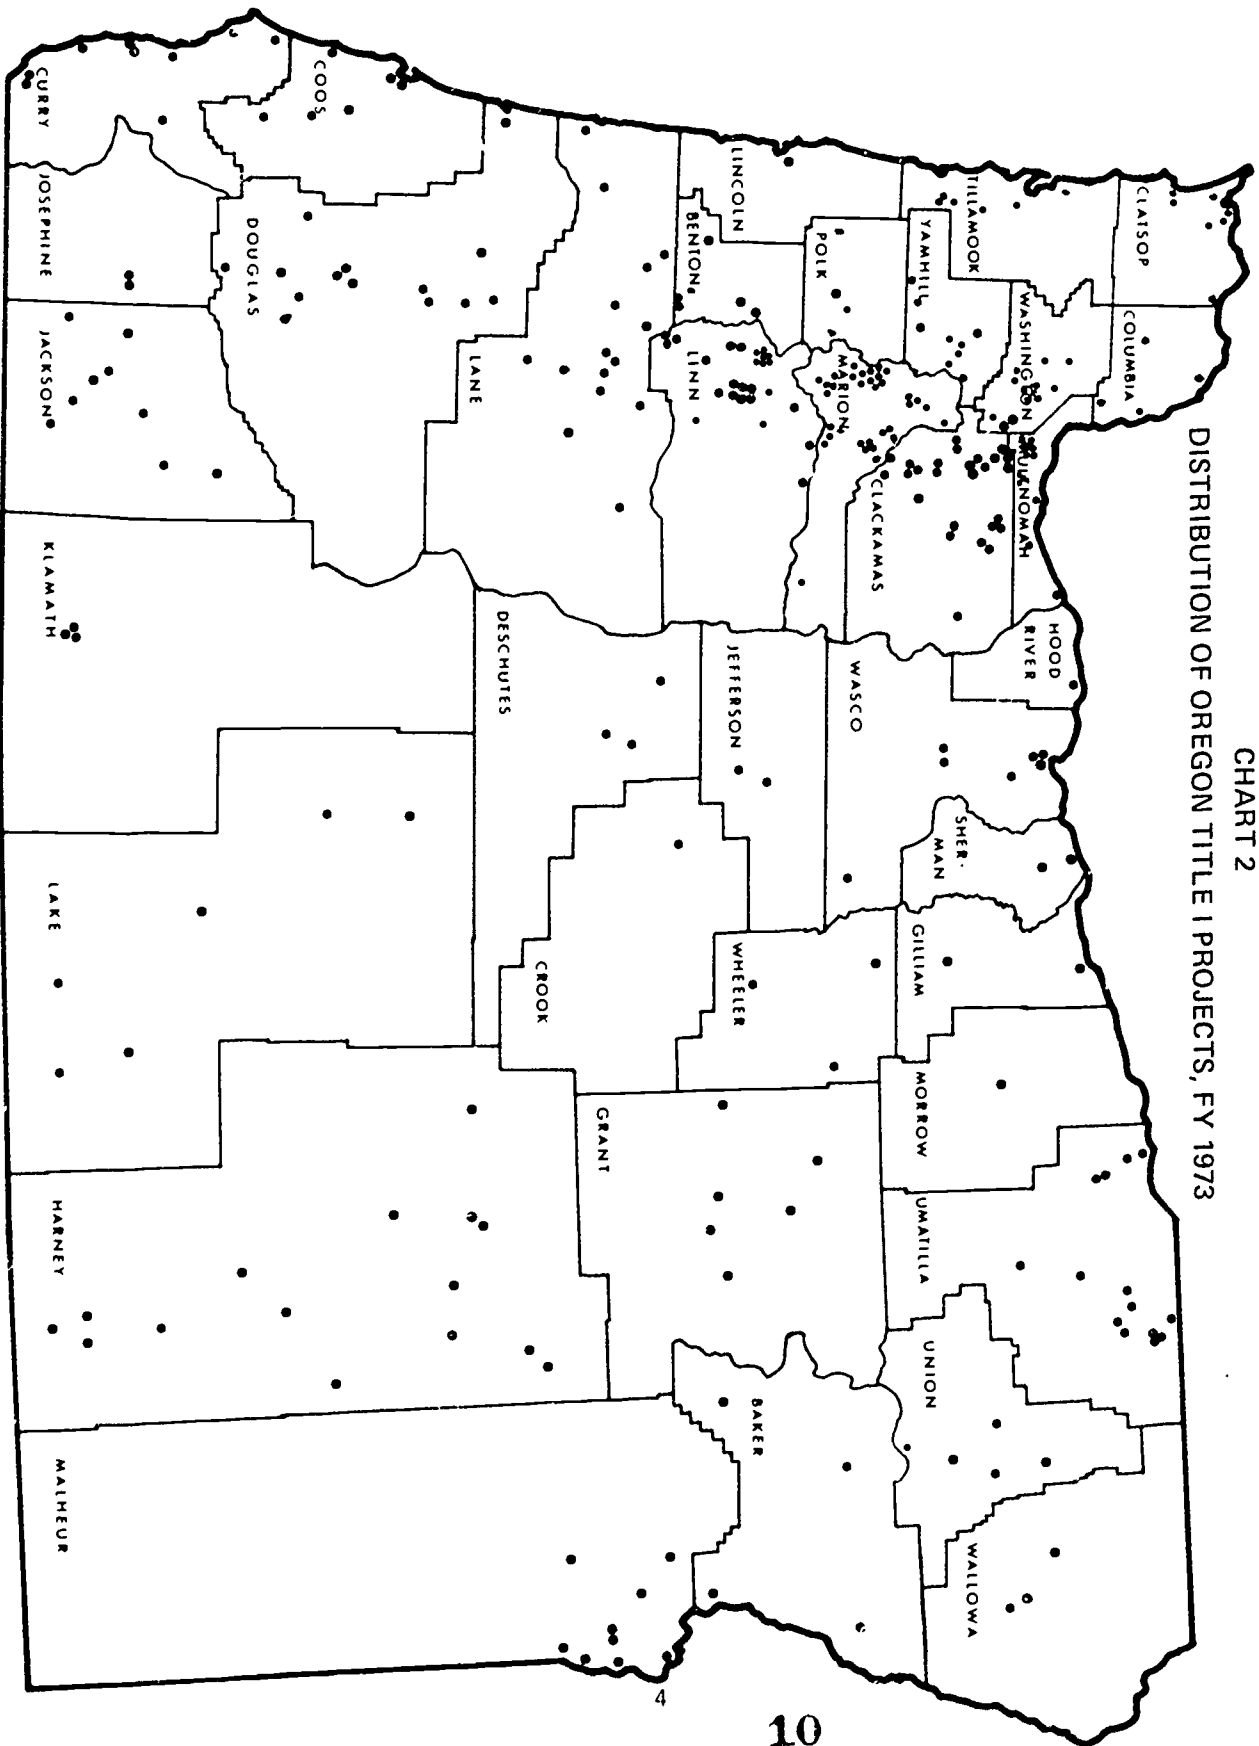 CHART 2
DISTRIBUTION OF OREGON TITLE I PROJECTS, FY 1973
CLATSOP
COLUMBIA
TILLAMOOK
WASHINGTON
YAMHILL
MULTNOMAH
HOOD
RIVER
POLK
MARION
CLACKAMAS
WASCO
SHER-
MAN
GILLIAM
MORROW
UMATILLA
UNION
WALLOWA
LINCOLN
BENTON
LINN
JEFFERSON
WHEELER
BAKER
LANE
DESCHUTES
CROOK
GRANT
COOS
DOUGLAS
CURRY
JOSEPHINE
JACKSON
KLAMATH
LAKE
HARNEY
MALHEUR
4
10